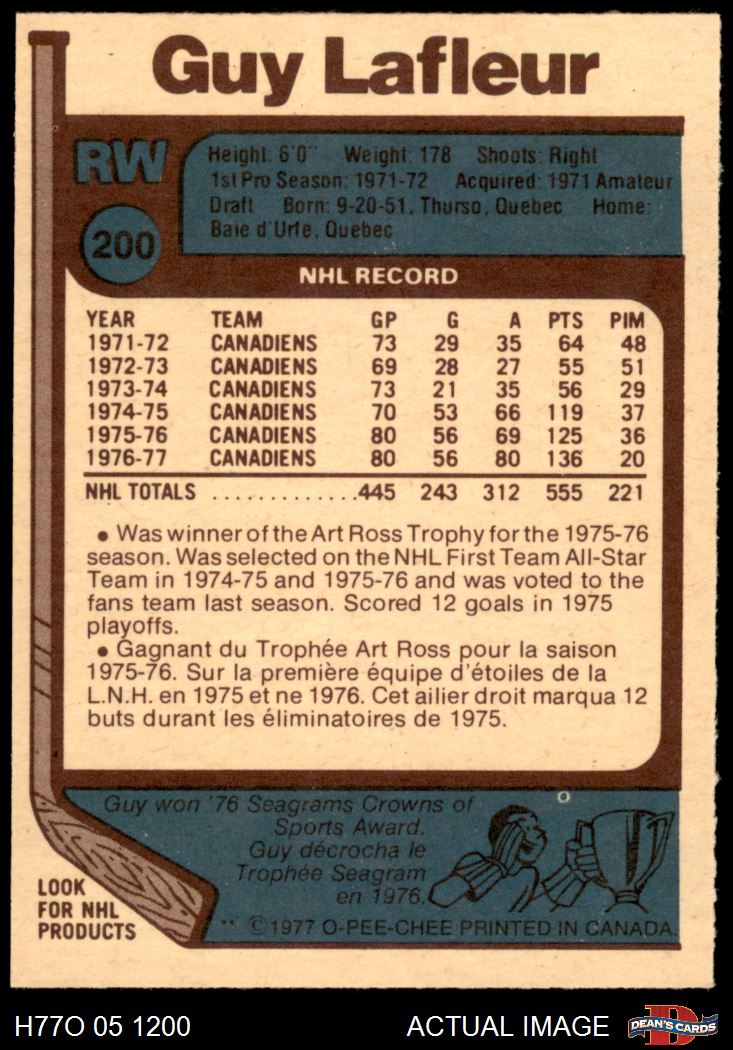 Guy Lafleur
RW
Height: 6'0" Weight: 178 Shoots: Right
1st Pro Season: 1971-72 Acquired: 1971 Amateur
Draft Born: 9-20-51, Thurso, Quebec Home:
Baie d'Urfe, Quebec
200
NHL RECORD
YEAR TEAM GP G A PTS PIM
1971-72 CANADIENS 73 29 35 64 48
1972-73 CANADIENS 69 28 27 55 51
1973-74 CANADIENS 73 21 35 56 29
1974-75 CANADIENS 70 53 66 119 37
1975-76 CANADIENS 80 56 69 125 36
1976-77 CANADIENS 80 56 80 136 20
NHL TOTALS .............445 243 312 555 221
• Was winner of the Art Ross Trophy for the 1975-76
season. Was selected on the NHL First Team All-Star
Team in 1974-75 and 1975-76 and was voted to the
fans team last season. Scored 12 goals in 1975
playoffs.
• Gagnant du Trophée Art Ross pour la saison
1975-76. Sur la première équipe d'étoiles de la
L.N.H. en 1975 et ne 1976. Cet ailier droit marqua 12
buts durant les éliminatoires de 1975.
Guy won '76 Seagrams Crowns of
Sports Award.
Guy décrocha le
Trophée Seagram
en 1976.
LOOK
FOR NHL
PRODUCTS
** ©1977 O-PEE-CHEE PRINTED IN CANADA.
H77O 05 1200
ACTUAL IMAGE
D
DEAN'S CARDS